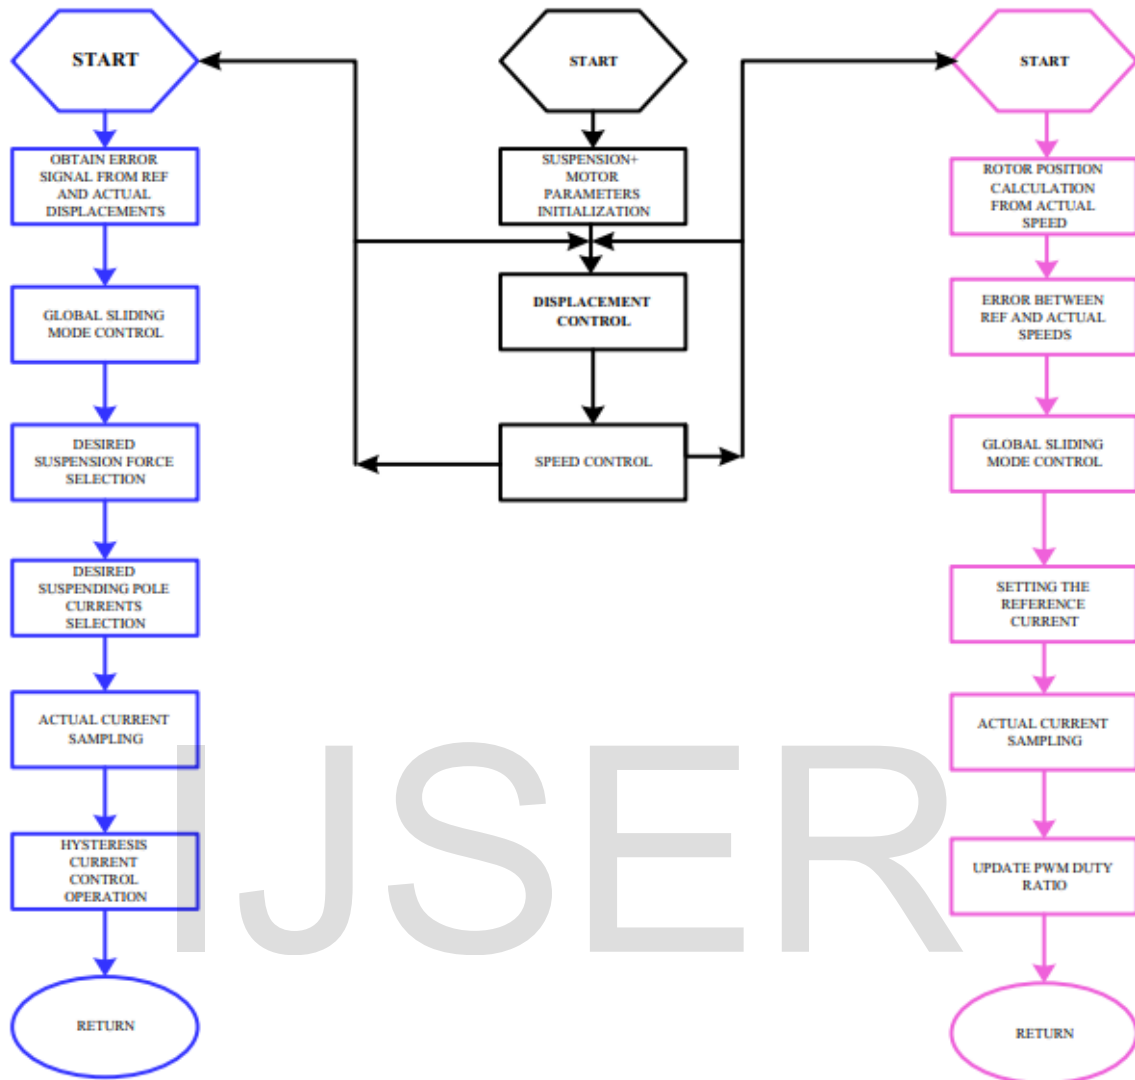 START
OBTAIN ERROR
SIGNAL FROM REF
AND ACTUAL
DISPLACEMENTS
GLOBAL SLIDING
MODE CONTROL
DESIRED
SUSPENSION FORCE
SELECTION
DESIRED
SUSPENDING POLE
CURRENTS
SELECTION
ACTUAL CURRENT
SAMPLING
HYSTERESIS
CURRENT
CONTROL
OPERATION
RETURN
START
SUSPENSION+
MOTOR
PARAMETERS
INITIALIZATION
DISPLACEMENT
CONTROL
SPEED CONTROL
START
ROTOR POSITION
CALCULATION
FROM ACTUAL
SPEED
ERROR BETWEEN
REF AND ACTUAL
SPEEDS
GLOBAL SLIDING
MODE CONTROL
SETTING THE
REFERENCE
CURRENT
ACTUAL CURRENT
SAMPLING
UPDATE PWM DUTY
RATIO
RETURN
IJSER